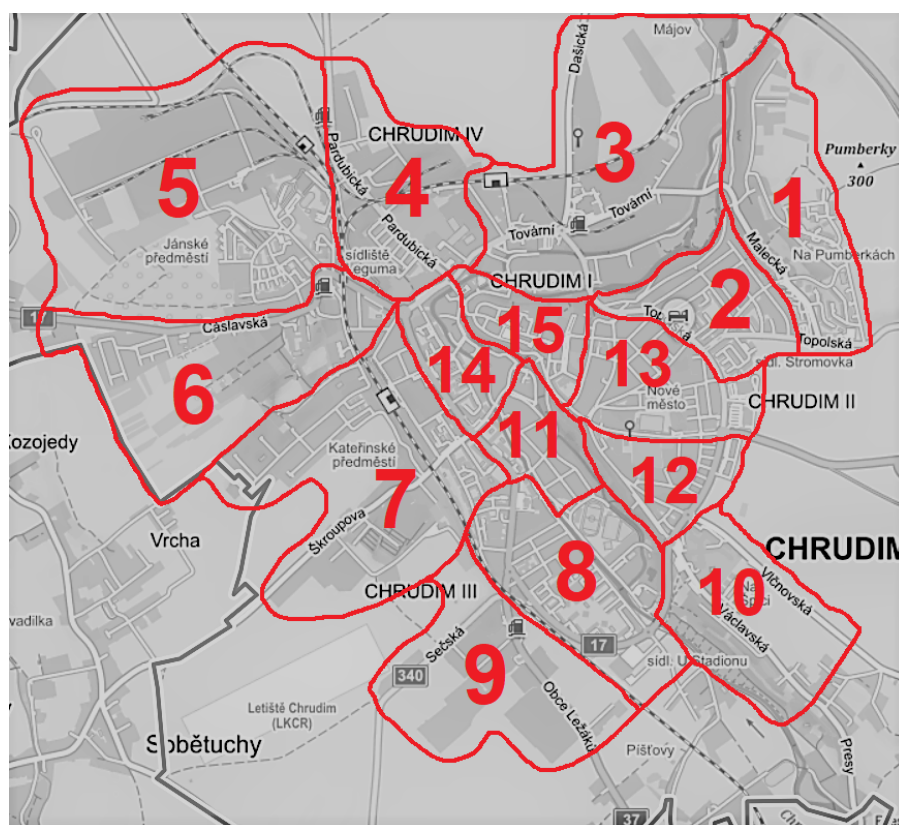 Májov
Dašická
CHRUDIM IV
3
Pumberky
300
Pardubická
5
4
1
Tovární
Tovární
Jánské
předměstí
Pardubická
Malecká
Na Pumberkách
sídliště
CHRUDIM I
2
17
Čáslavská
15
Topolská
13
sídl. Stromovka
14
6
Nové
město
CHRUDIM II
Kateřinské
předměstí
11
12
7
Vrcha
Škroupova
CHRUDIM
8
Vlčnovská
CHRUDIM III
10
Václavská
Sečská
17
sídl. U Stadionu
9
340
Letiště Chrudim
(LKCR)
Obce Ležáků
Sobětuchy
Píšťovy
Presy
37